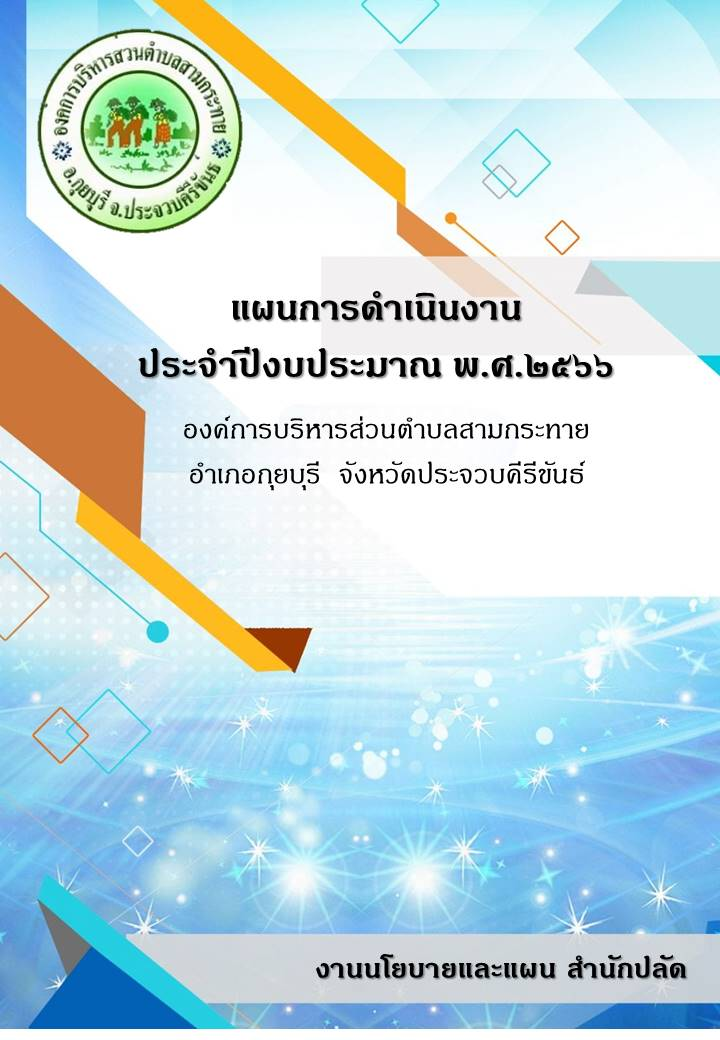 องค์การบริหารส่วนตำบลสามกระทาย
อ.กุยบุรี จ.ประจวบคีรีขันธ์
แผนการดำเนินงาน
ประจำปีงบประมาณ พ.ศ.๒๕๖๖
องค์การบริหารส่วนตำบลสามกระทาย
อำเภอกุยบุรี จังหวัดประจวบคีรีขันธ์
งานนโยบายและแผน สำนักปลัด